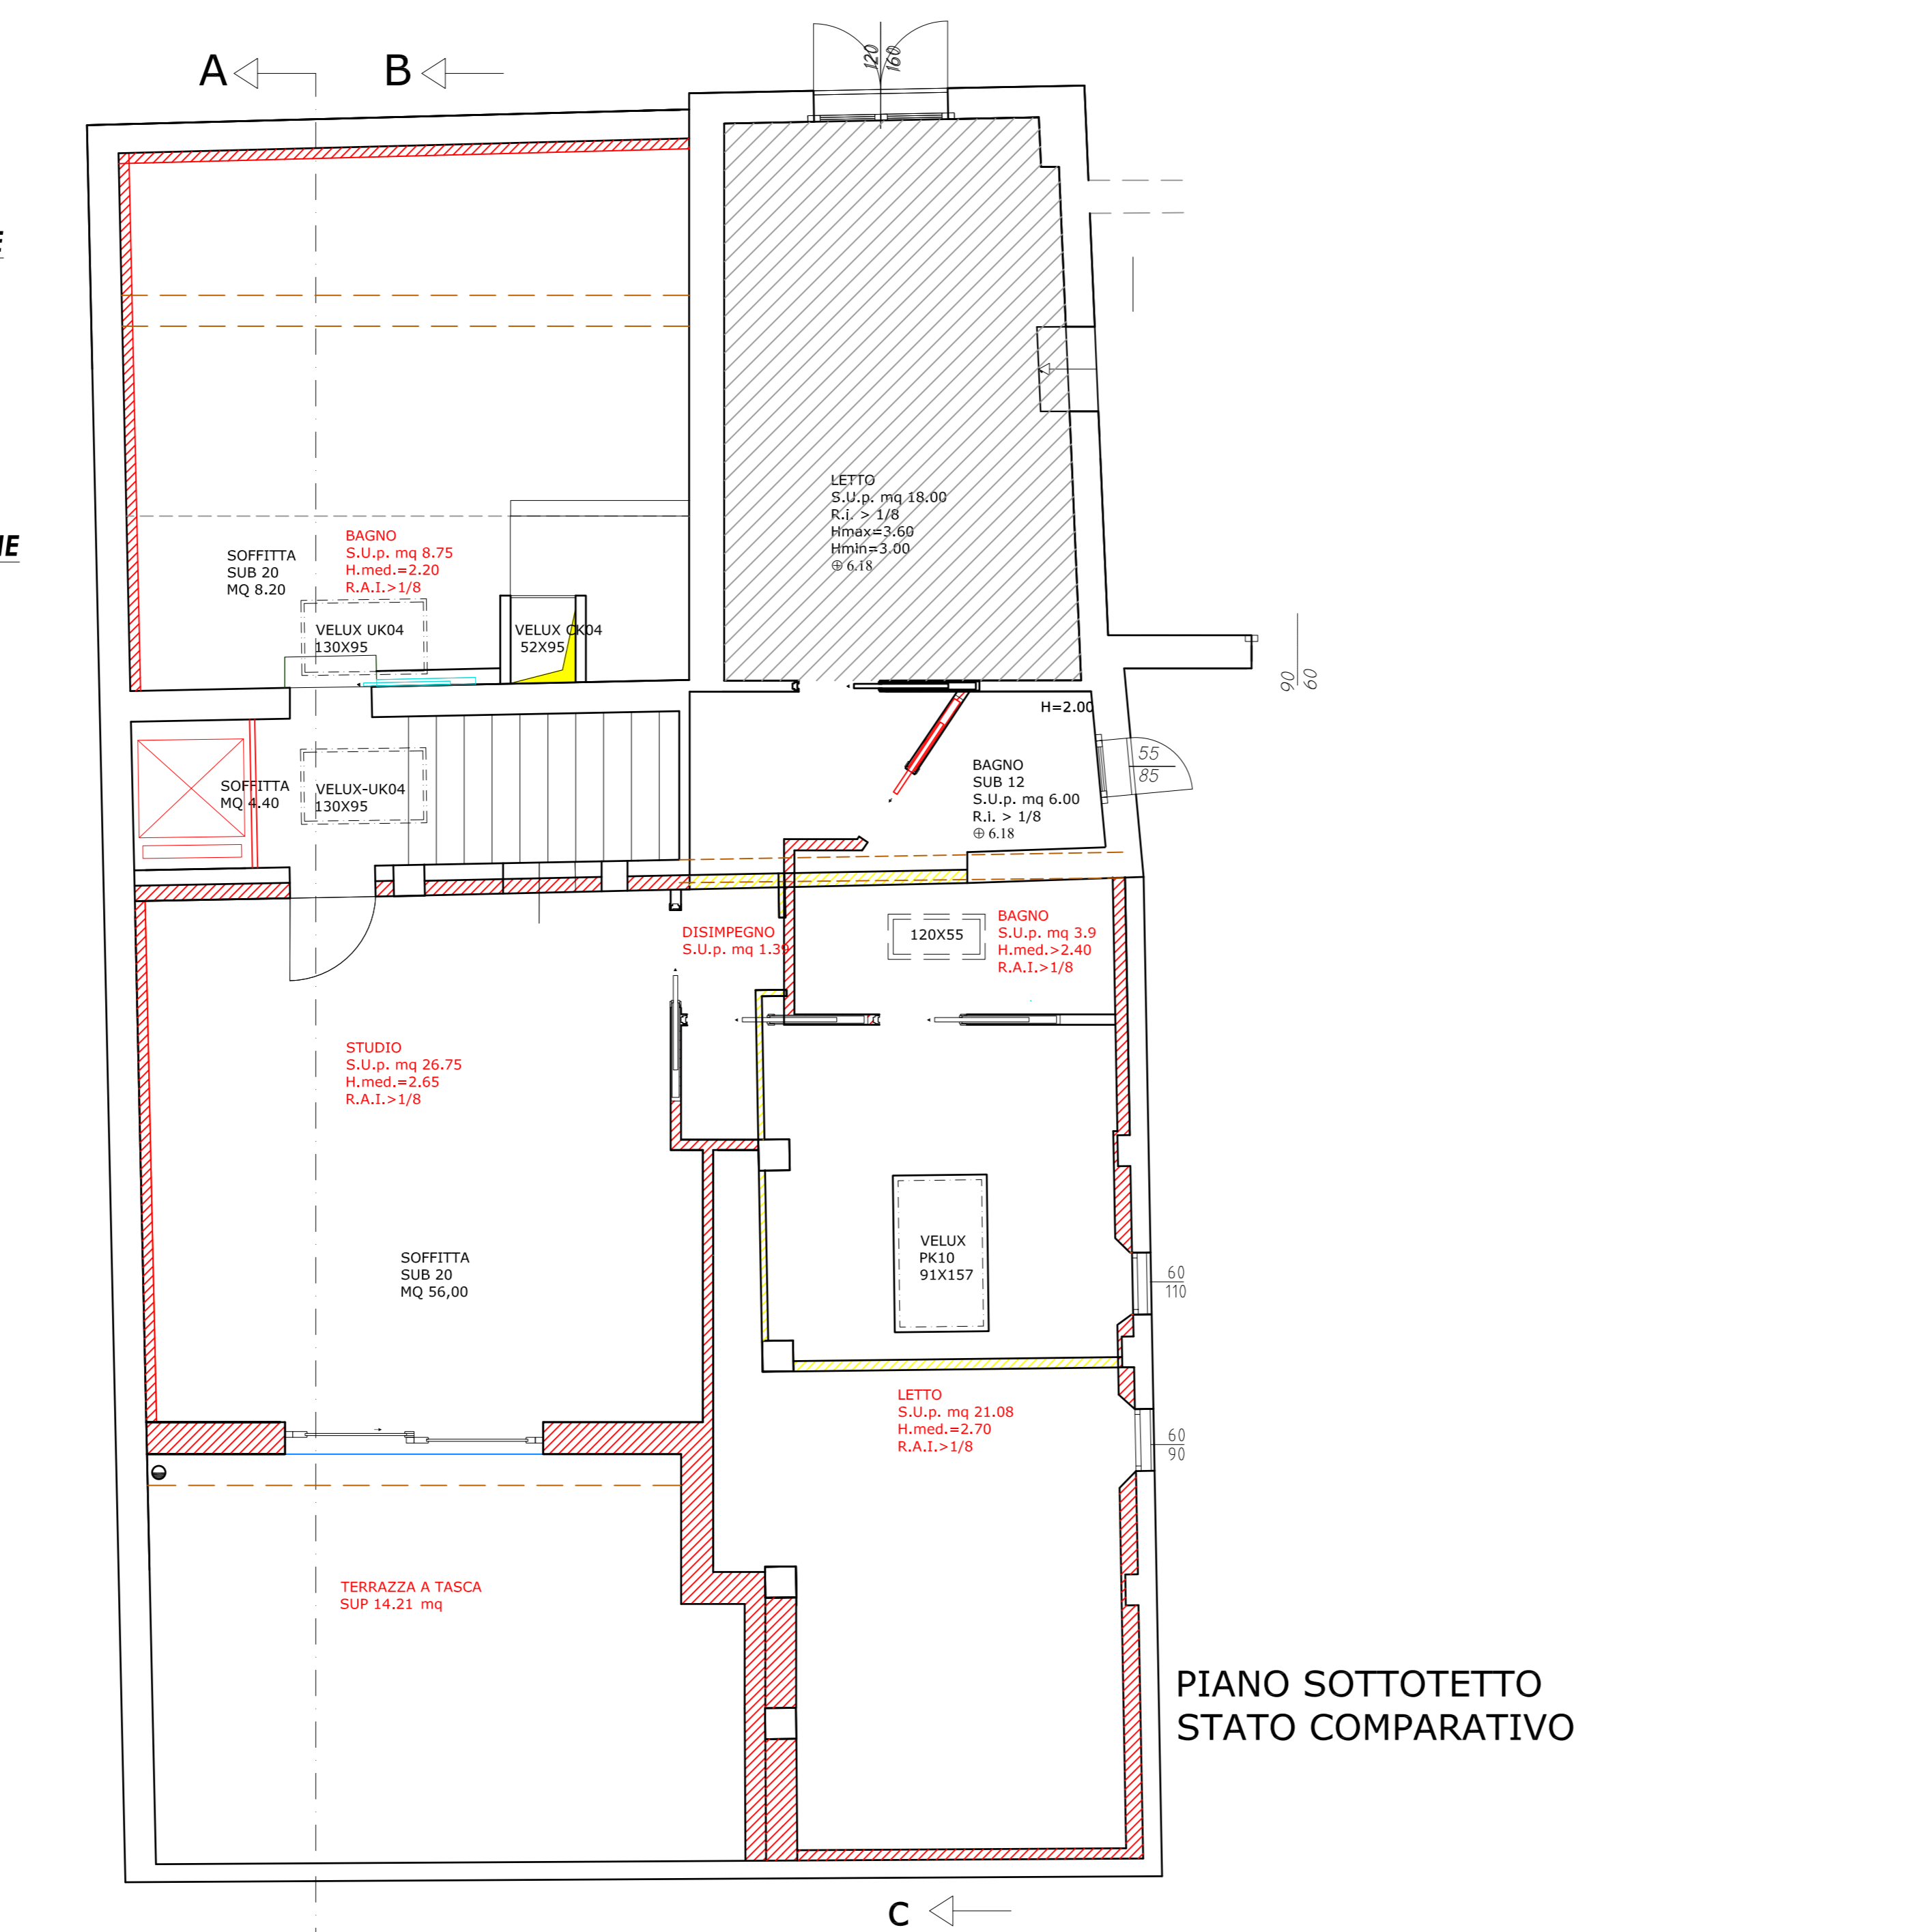 A
B
120
160
E
IE
LETTO
S.U.p. mq 18.00
R.i. > 1/8
Hmax=3.60
Hmin=3.00
⊕ 6.18
BAGNO
S.U.p. mq 8.75
H.med.=2.20
R.A.I.>1/8
SOFFITTA
SUB 20
MQ 8.20
VELUX UK04
130X95
VELUX CK04
52X95
90
60
H=2.00
55
85
BAGNO
SUB 12
S.U.p. mq 6.00
R.i. > 1/8
⊕ 6.18
SOFFITTA
MQ 4.40
VELUX-UK04
130X95
DISIMPEGNO
S.U.p. mq 1.39
120X55
BAGNO
S.U.p. mq 3.9
H.med.>2.40
R.A.I.>1/8
STUDIO
S.U.p. mq 26.75
H.med.=2.65
R.A.I.>1/8
SOFFITTA
SUB 20
MQ 56,00
VELUX
PK10
91X157
60
110
LETTO
S.U.p. mq 21.08
H.med.=2.70
R.A.I.>1/8
60
90
TERRAZZA A TASCA
SUP 14.21 mq
PIANO SOTTOTETTO
STATO COMPARATIVO
c